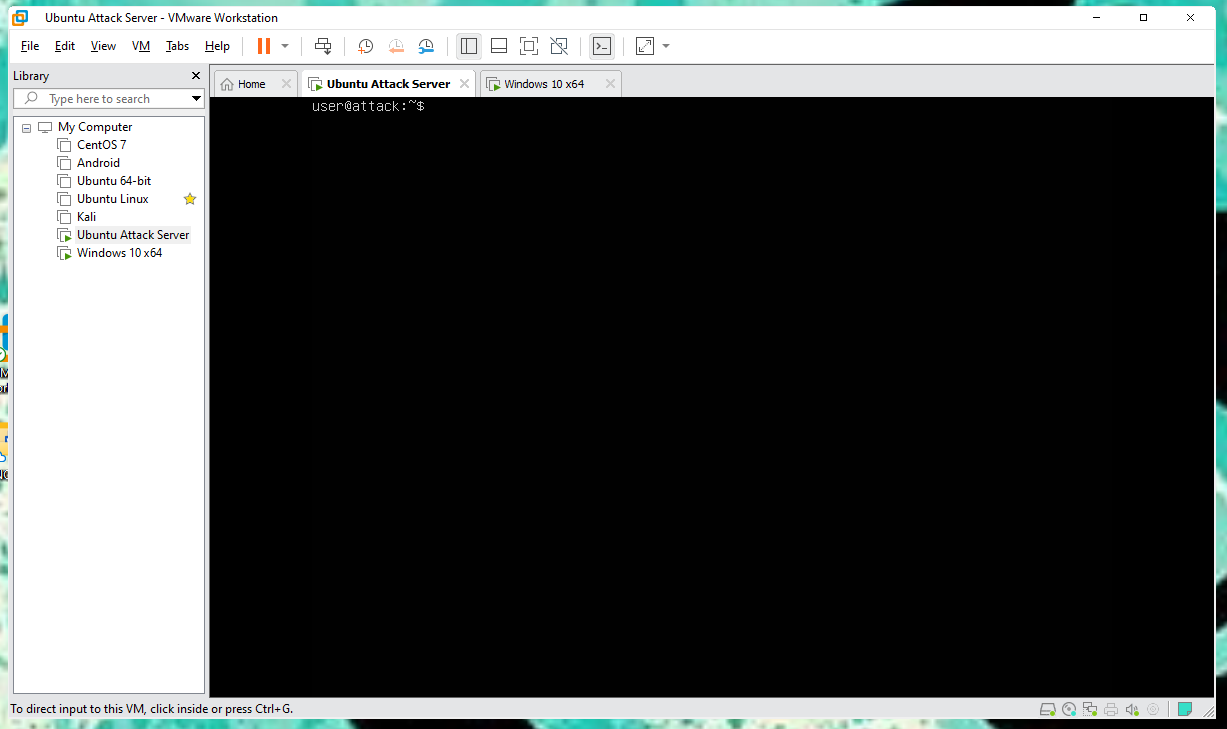 Ubuntu Attack Server - VMware Workstation
File Edit View VM Tabs Help
Library
Type here to search
My Computer
CentOS 7
Android
Ubuntu 64-bit
Ubuntu Linux
Kali
Ubuntu Attack Server
Windows 10 x64
Home
Ubuntu Attack Server
Windows 10 x64
user@attack:~$
To direct input to this VM, click inside or press Ctrl+G.